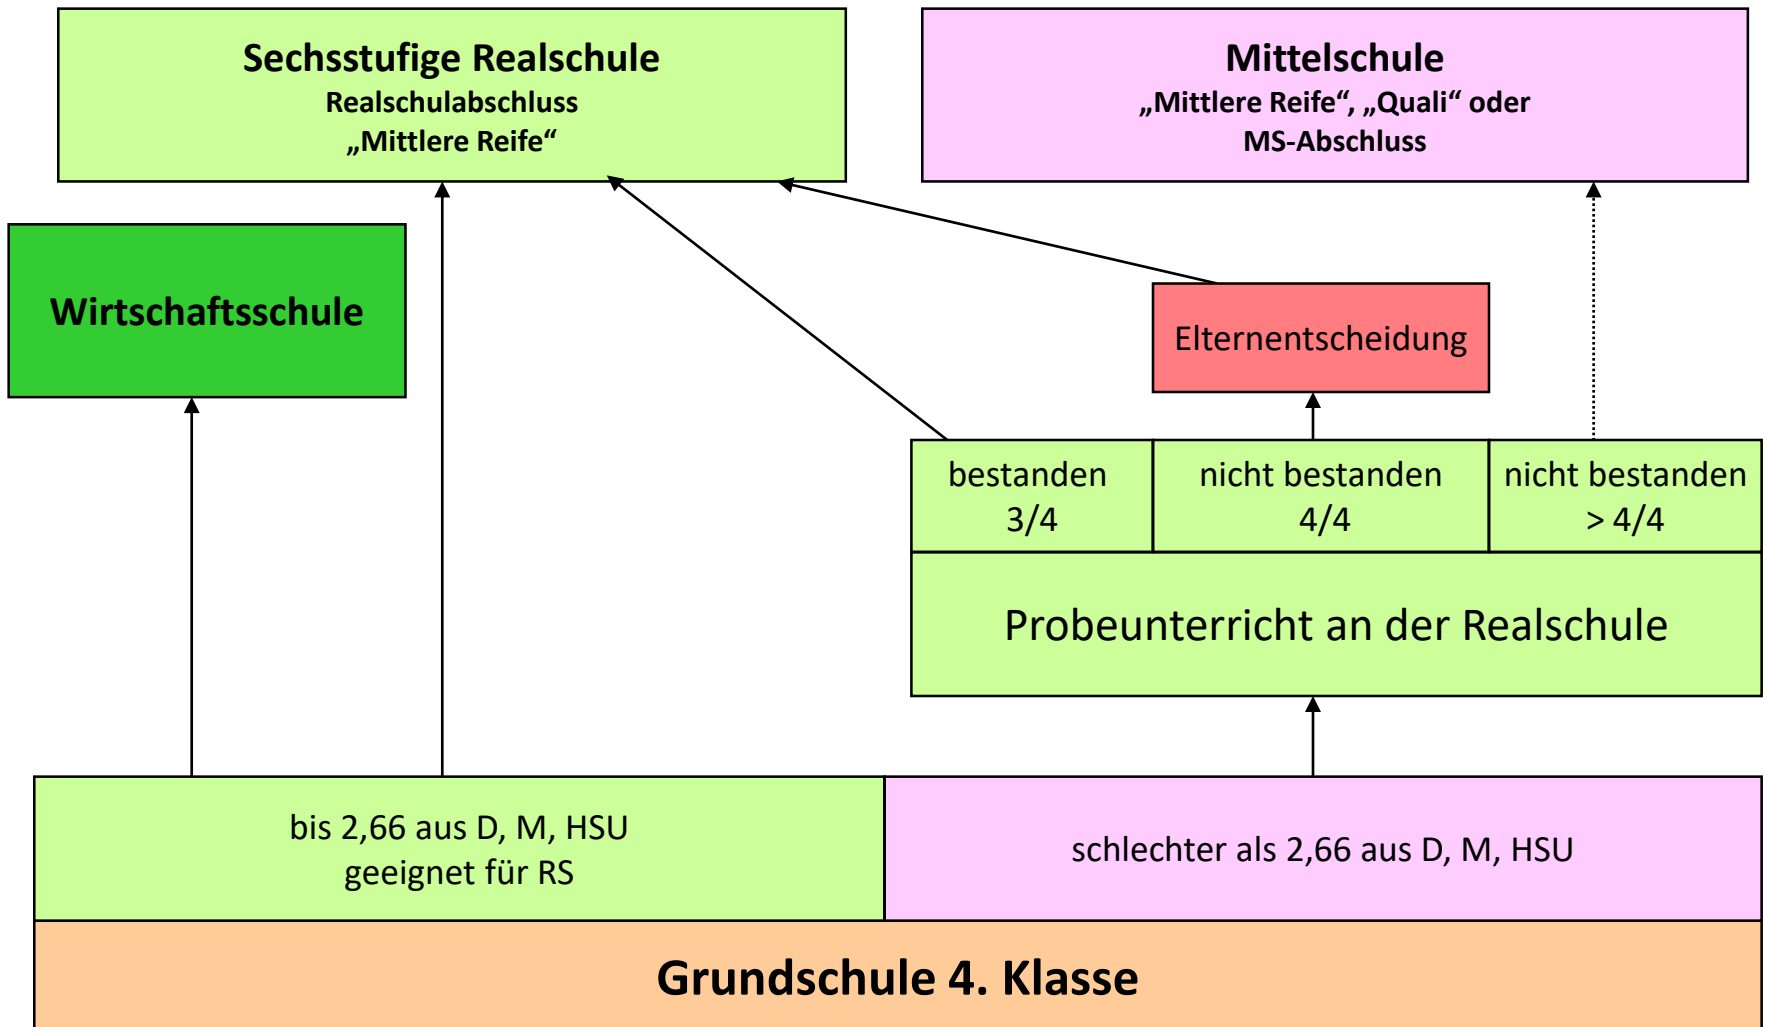 Sechsstufige Realschule
Realschulabschluss
„Mittlere Reife“
Mittelschule
„Mittlere Reife“, „Quali“ oder
MS-Abschluss
Wirtschaftsschule
Elternentscheidung
bestanden
3/4
nicht bestanden
4/4
nicht bestanden
> 4/4
Probeunterricht an der Realschule
bis 2,66 aus D, M, HSU
geeignet für RS
schlechter als 2,66 aus D, M, HSU
Grundschule 4. Klasse